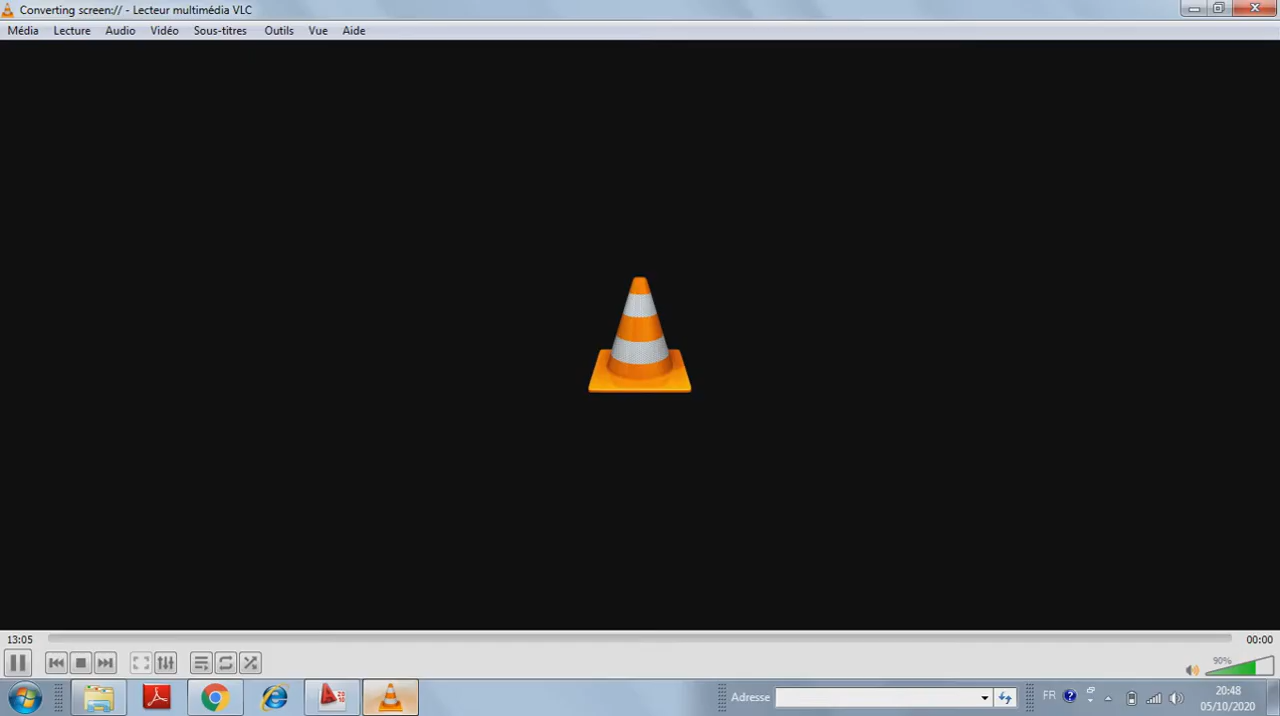 Converting screen:// - Lecteur multimédia VLC
Média Lecture Audio Vidéo Sous-titres Outils Vue Aide
13:05 00:00
90%
Adresse FR 20:48
05/10/2020